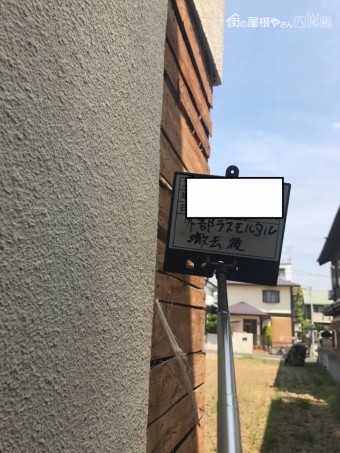 街の屋根やさん
下部ラスモルタル
撤去後